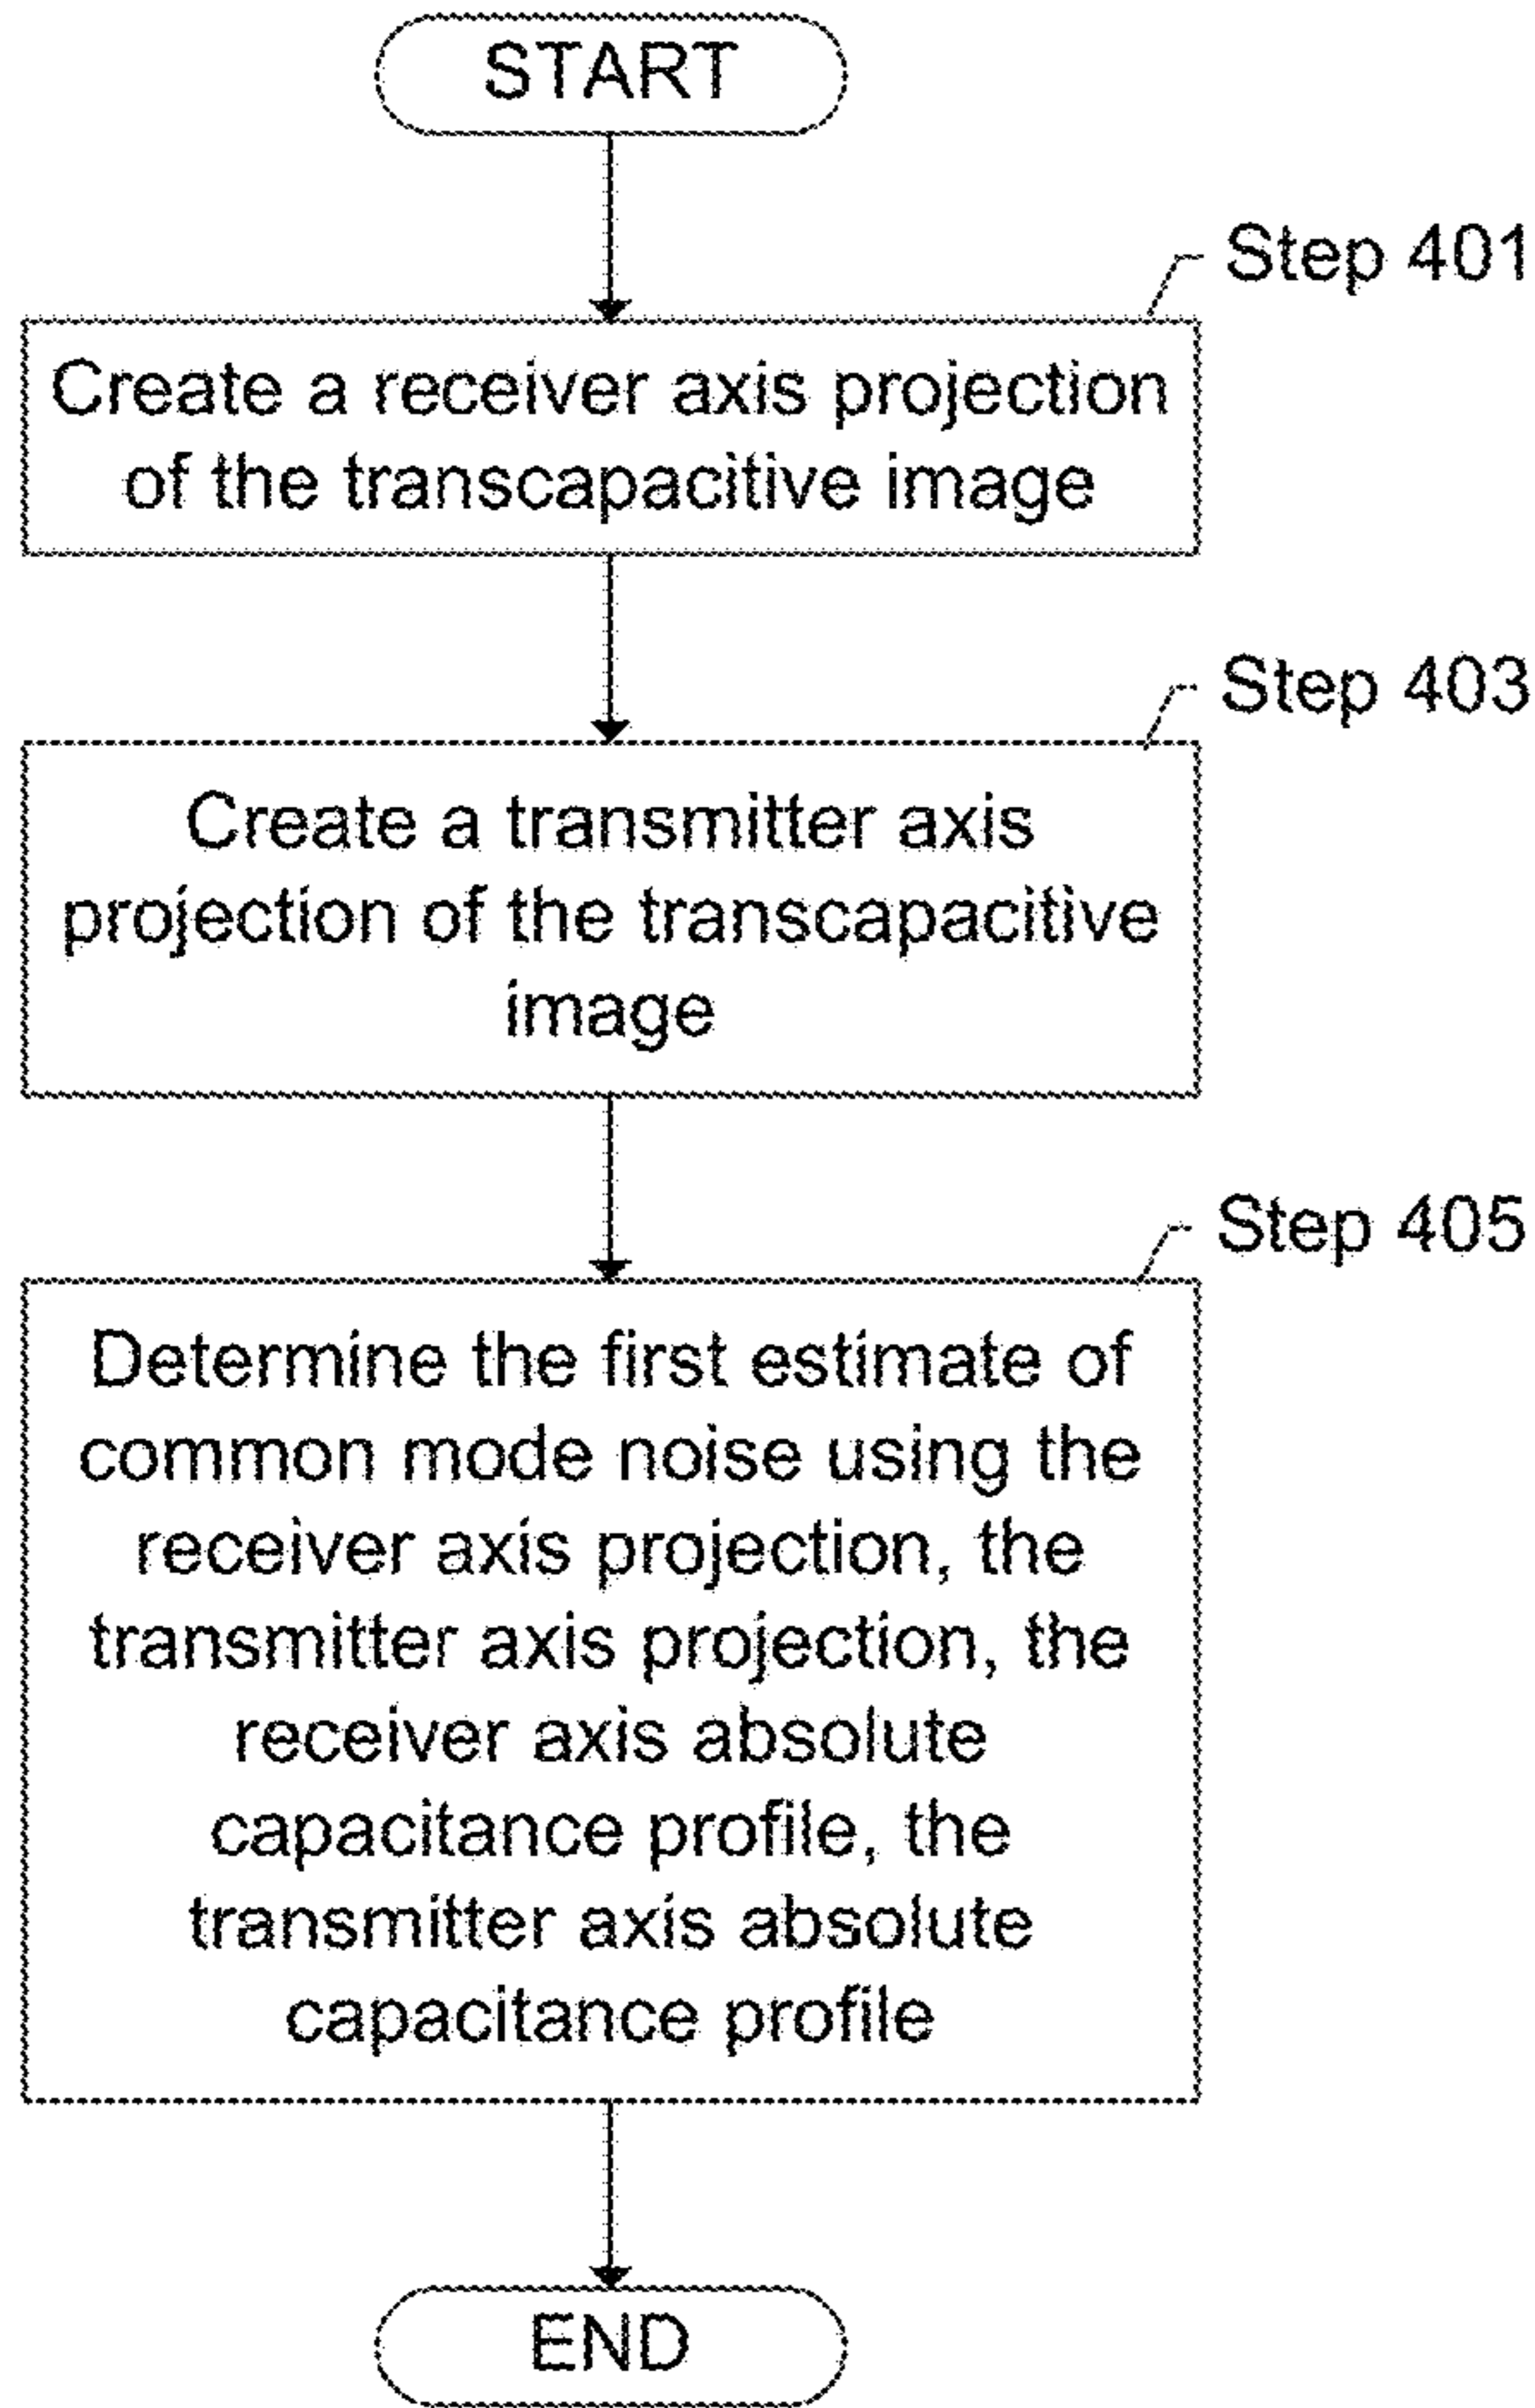 START
Step 401
Create a receiver axis projection
of the transcapacitive image
Step 403
Create a transmitter axis
projection of the transcapacitive
image
Step 405
Determine the first estimate of
common mode noise using the
receiver axis projection, the
transmitter axis projection, the
receiver axis absolute
capacitance profile, the
transmitter axis absolute
capacitance profile
END